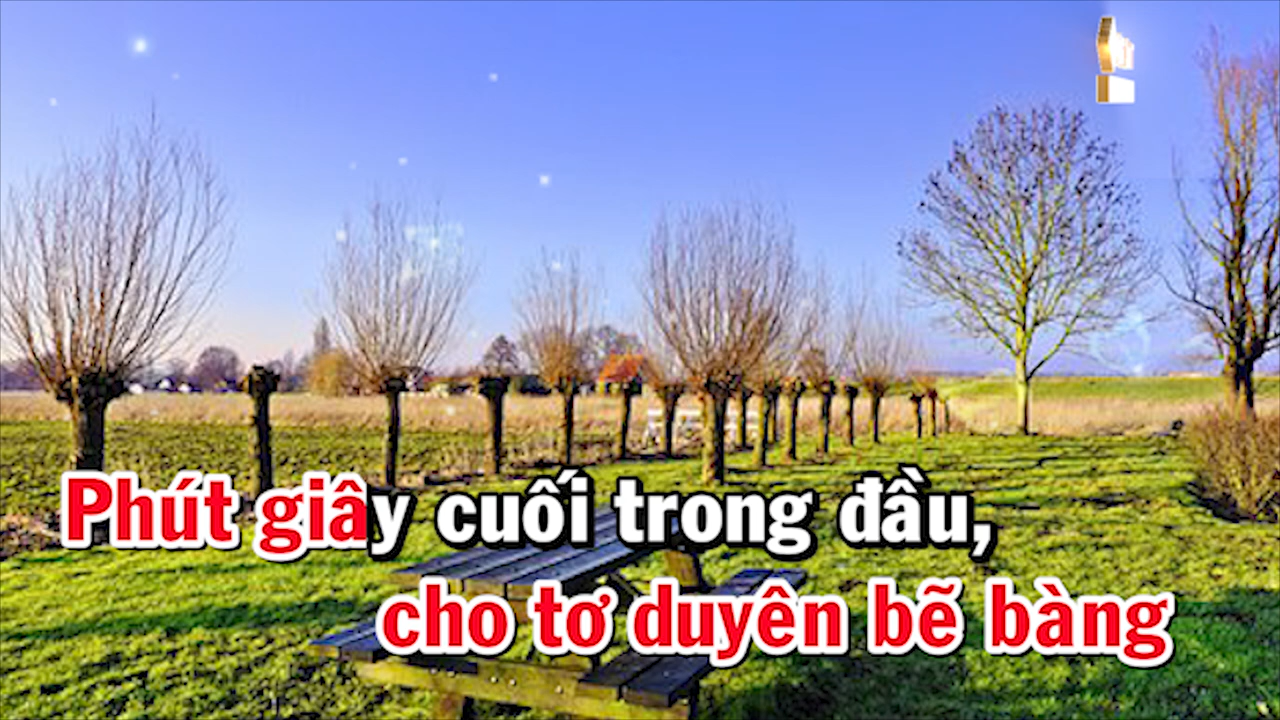 Phút giây cuối trong đầu,
cho tơ duyên bẽ bàng